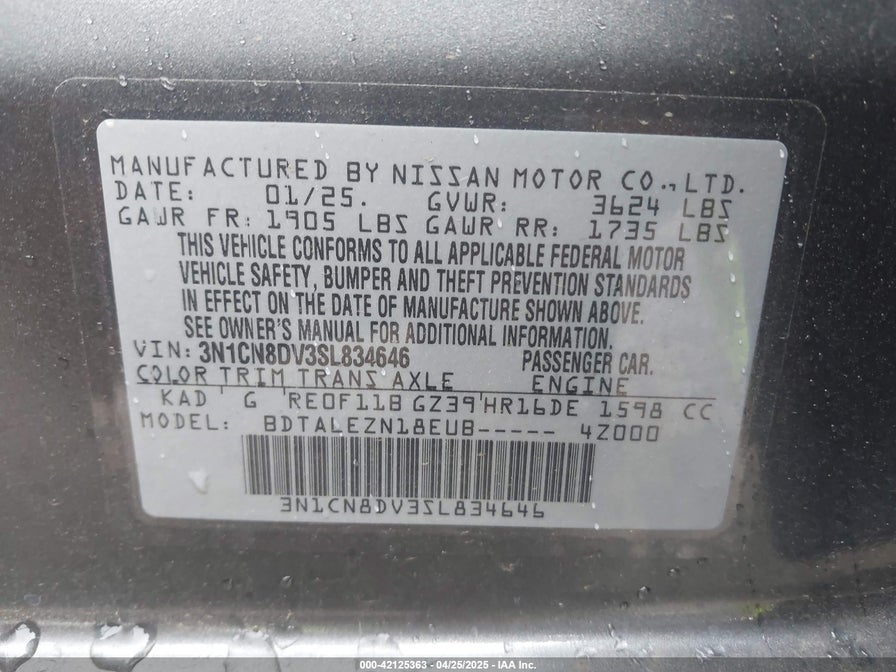 MANUFACTURED BY NISSAN MOTOR CO., LTD.
DATE: 01/25. GVWR: 3624 LBS
GAWR FR: 1905 LBS GAWR RR: 1735 LBS
THIS VEHICLE CONFORMS TO ALL APPLICABLE FEDERAL MOTOR
VEHICLE SAFETY, BUMPER AND THEFT PREVENTION STANDARDS
IN EFFECT ON THE DATE OF MANUFACTURE SHOWN ABOVE.
SEE OWNER'S MANUAL FOR ADDITIONAL INFORMATION.
VIN: 3N1CN8DV3SL834646 PASSENGER CAR.
COLOR TRIM TRANS AXLE ENGINE
KAD G RE0F11B GZ39 HR16DE 1598 CC
MODEL: BDTALEZN18EUB----- 4Z000
3N1CN8DV3SL834646
000-42125363 | 04/25/2025 - IAA Inc.